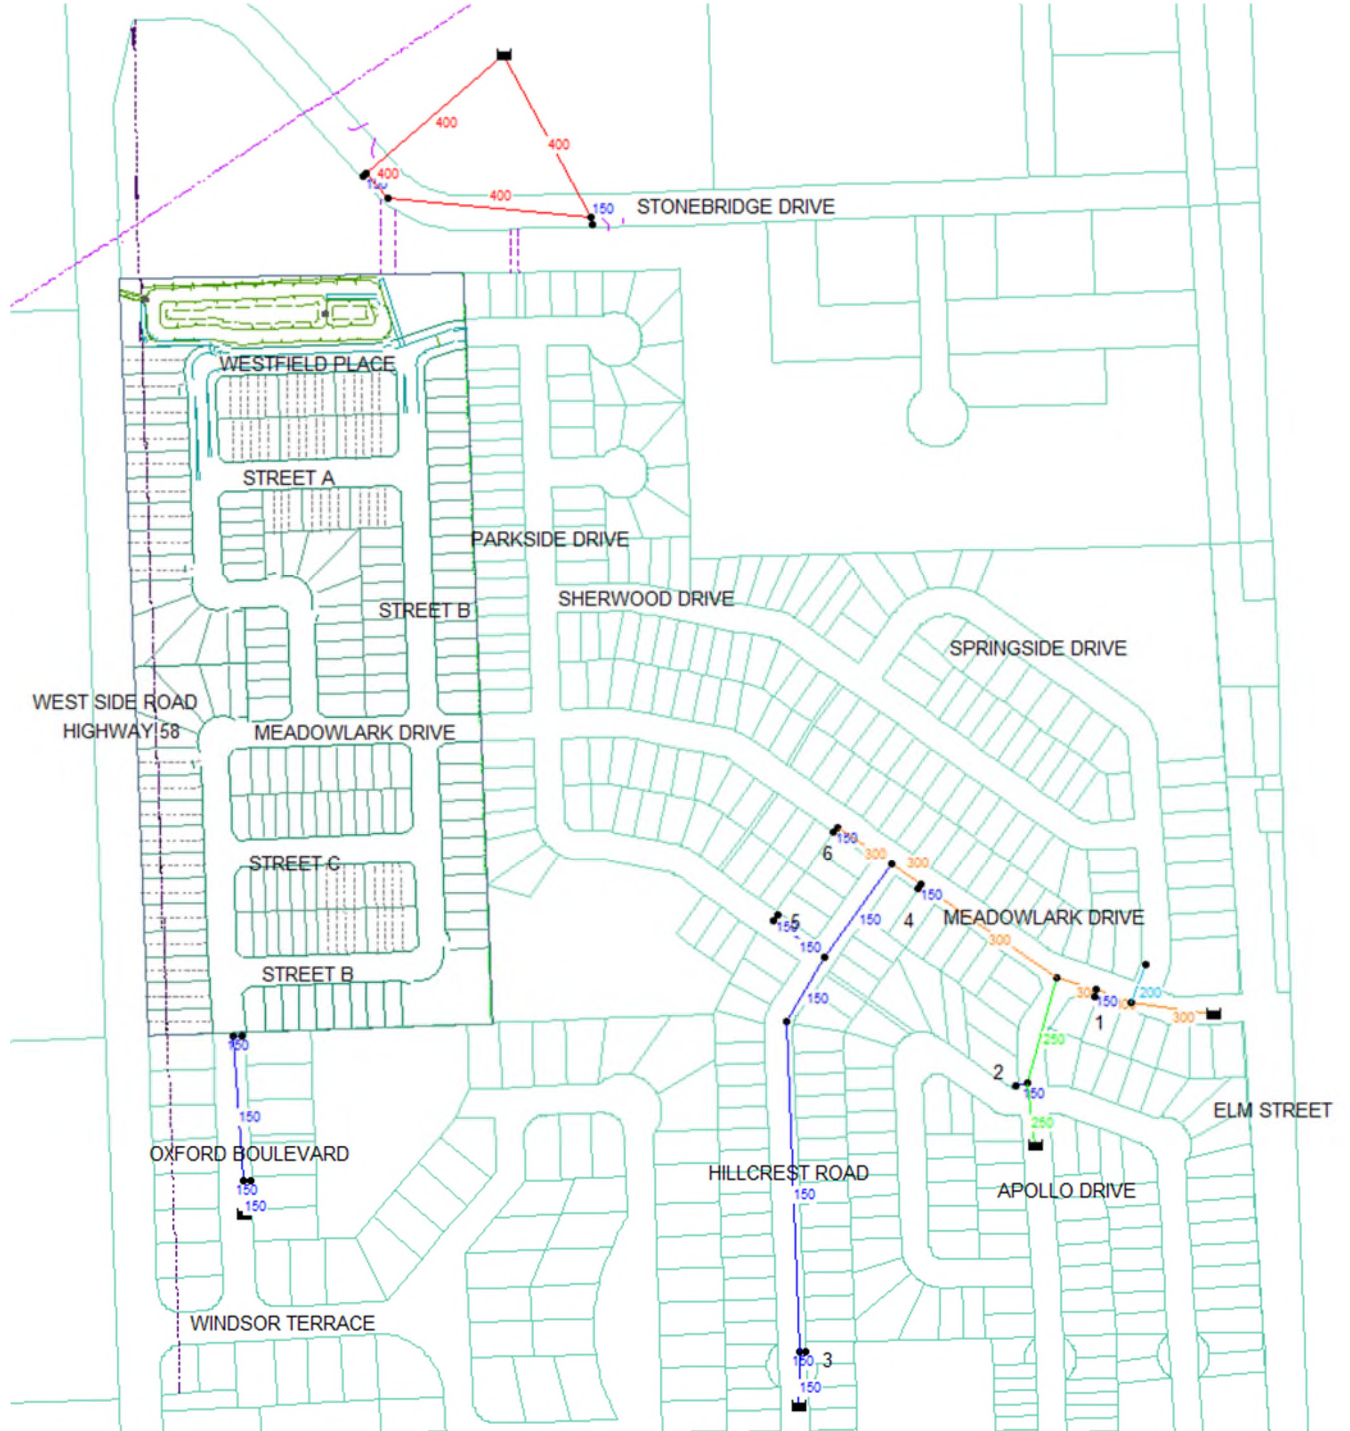 400
400
400
150
400
150
STONEBRIDGE DRIVE
WESTFIELD PLACE
STREET A
PARKSIDE DRIVE
SHERWOOD DRIVE
STREET B
SPRINGSIDE DRIVE
WEST SIDE ROAD
HIGHWAY 58
MEADOWLARK DRIVE
150
6
300
300
STREET C
150
4
MEADOWLARK DRIVE
5
150
150
150
300
STREET B
150
300
150
200
300
1
150
250
2
150
250
ELM STREET
150
OXFORD BOULEVARD
150
150
HILLCREST ROAD
150
APOLLO DRIVE
WINDSOR TERRACE
150
3
150